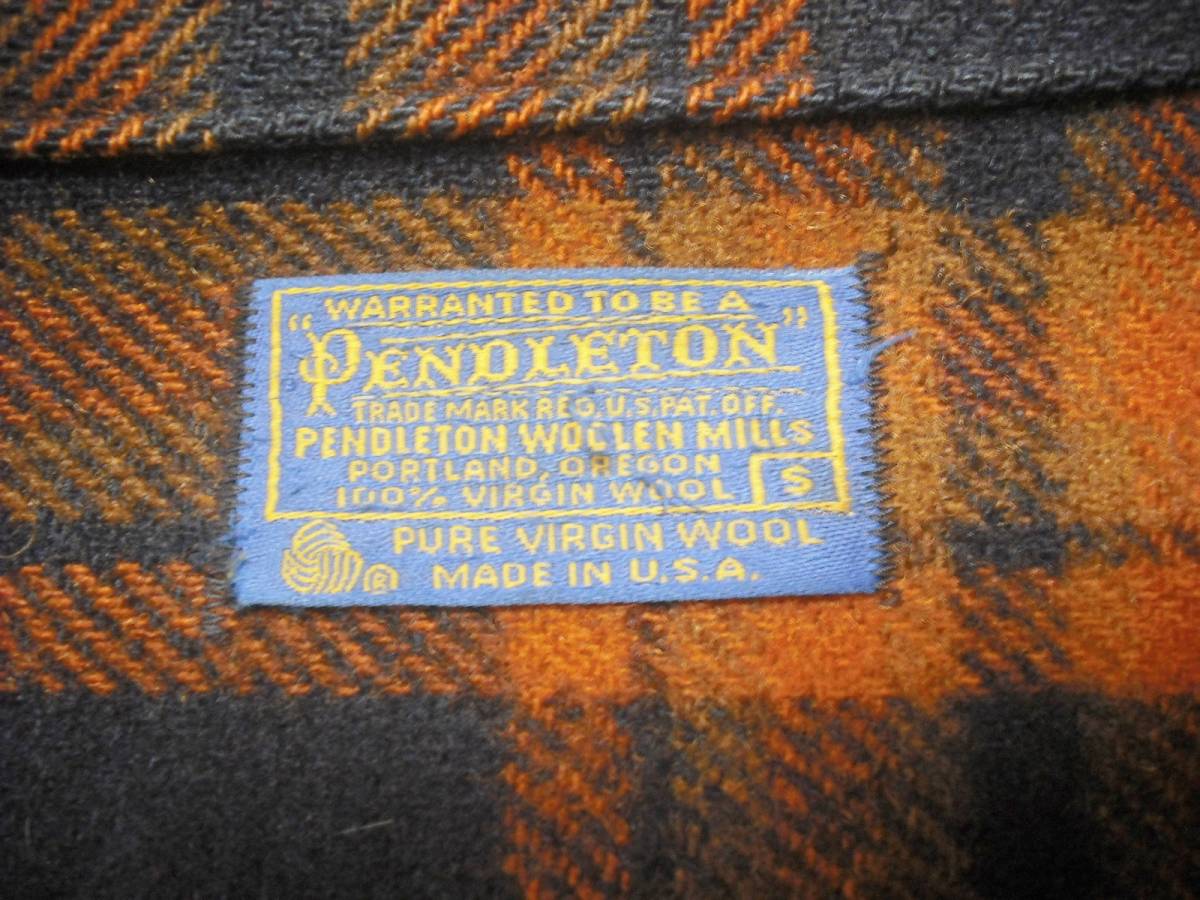 WARRANTED TO BE A
"PENDLETON"
TRADE MARK REG. U.S. PAT. OFF.
PENDLETON WOOLEN MILLS
PORTLAND, OREGON
S
100% VIRGIN WOOL
PURE VIRGIN WOOL
® MADE IN U.S.A.